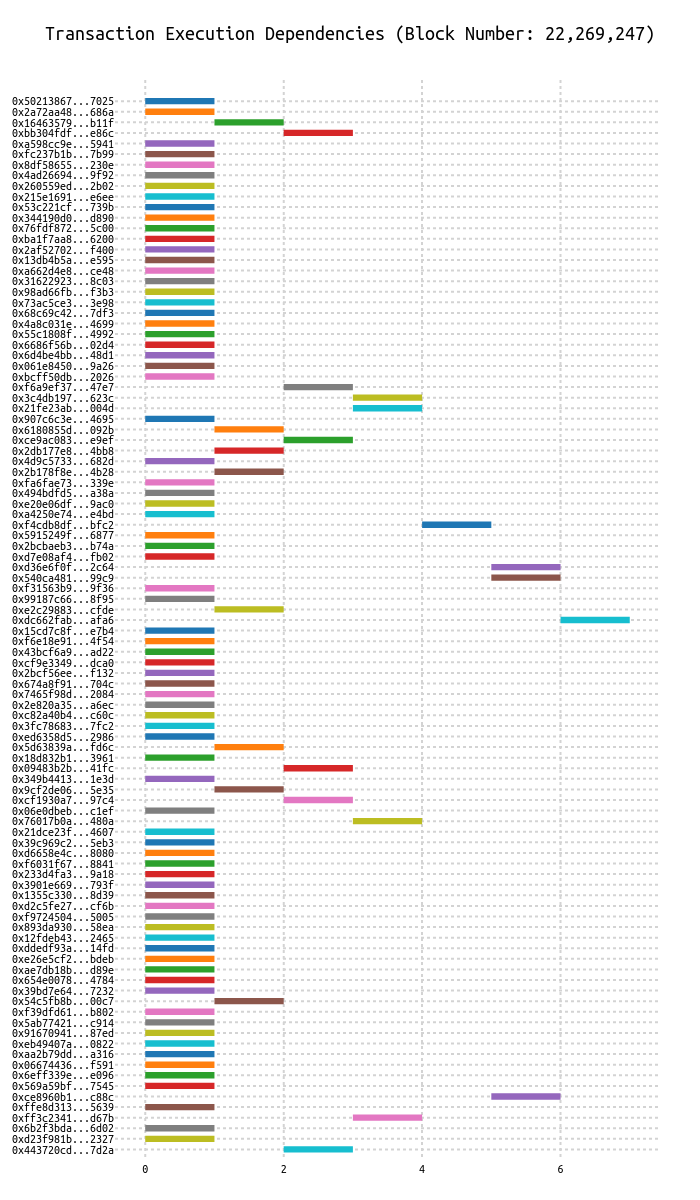 Transaction Execution Dependencies (Block Number: 22,269,247)
0x50213867...7025
0x2a72aa48...686a
0x16463579...b11f
0xbb304fdf...e86c
0xa598cc9e...5941
0xfc237b1b...7b99
0x8df58655...230e
0x4ad26694...9f92
0x260559ed...2b02
0x215e1691...e6ee
0x53c221cf...739b
0x344190d0...d890
0x76fdf872...5c00
0xba1f7aa8...6200
0x2af52702...f400
0x13db4b5a...e595
0xa662d4e8...ce48
0x31622923...8c03
0x98ad66fb...f3b3
0x73ac5ce3...3e98
0x68c69c42...7df3
0x4a8c031e...4699
0x55c1808f...4992
0x6686f56b...02d4
0x6d4be4bb...48d1
0x061e8450...9a26
0xbcff50db...2026
0xf6a9ef37...47e7
0x3c4db197...623c
0x21fe23ab...004d
0x907c6c3e...4695
0x6180855d...092b
0xce9ac083...e9ef
0x2db177e8...4bb8
0x4d9c5733...682d
0x2b178f8e...4b28
0xfa6fae73...339e
0x494bdfd5...a38a
0xe20e06df...9ac0
0xa4250e74...e4bd
0xf4cdb8df...bfc2
0x5915249f...6877
0x2bcbaeb3...b74a
0xd7e08af4...fb02
0xd36e6f0f...2c64
0x540ca481...99c9
0xf31563b9...9f36
0x99187c66...8f95
0xe2c29883...cfde
0xdc662fab...afa6
0x15cd7c8f...e7b4
0xf6e18e91...4f54
0x43bcf6a9...ad22
0xcf9e3349...dca0
0x2bcf56ee...f132
0x674a8f91...704c
0x7465f98d...2084
0x2e820a35...a6ec
0xc82a40b4...c60c
0x3fc78683...7fc2
0xed6358d5...2986
0x5d63839a...fd6c
0x18d832b1...3961
0x09483b2b...41fc
0x349b4413...1e3d
0x9cf2de06...5e35
0xcf1930a7...97c4
0x06e0dbeb...c1ef
0x76017b0a...480a
0x21dce23f...4607
0x39c969c2...5eb3
0xd6658e4c...8080
0xf6031f67...8841
0x233d4fa3...9a18
0x3901e669...793f
0x1355c330...8d39
0xd2c5fe27...cf6b
0xf9724504...5005
0x893da930...58ea
0x12fdeb43...2465
0xddedf93a...14fd
0xe26e5cf2...bdeb
0xae7db18b...d89e
0x654e0078...4784
0x39bd7e64...7232
0x54c5fb8b...00c7
0xf39dfd61...b802
0x5ab77421...c914
0x91670941...87ed
0xeb49407a...0822
0xaa2b79dd...a316
0x06674436...f591
0x6eff339e...e096
0x569a59bf...7545
0xce8960b1...c88c
0xffe8d313...5639
0xff3c2341...d67b
0x6b2f3bda...6d02
0xd23f981b...2327
0x443720cd...7d2a
0 2 4 6